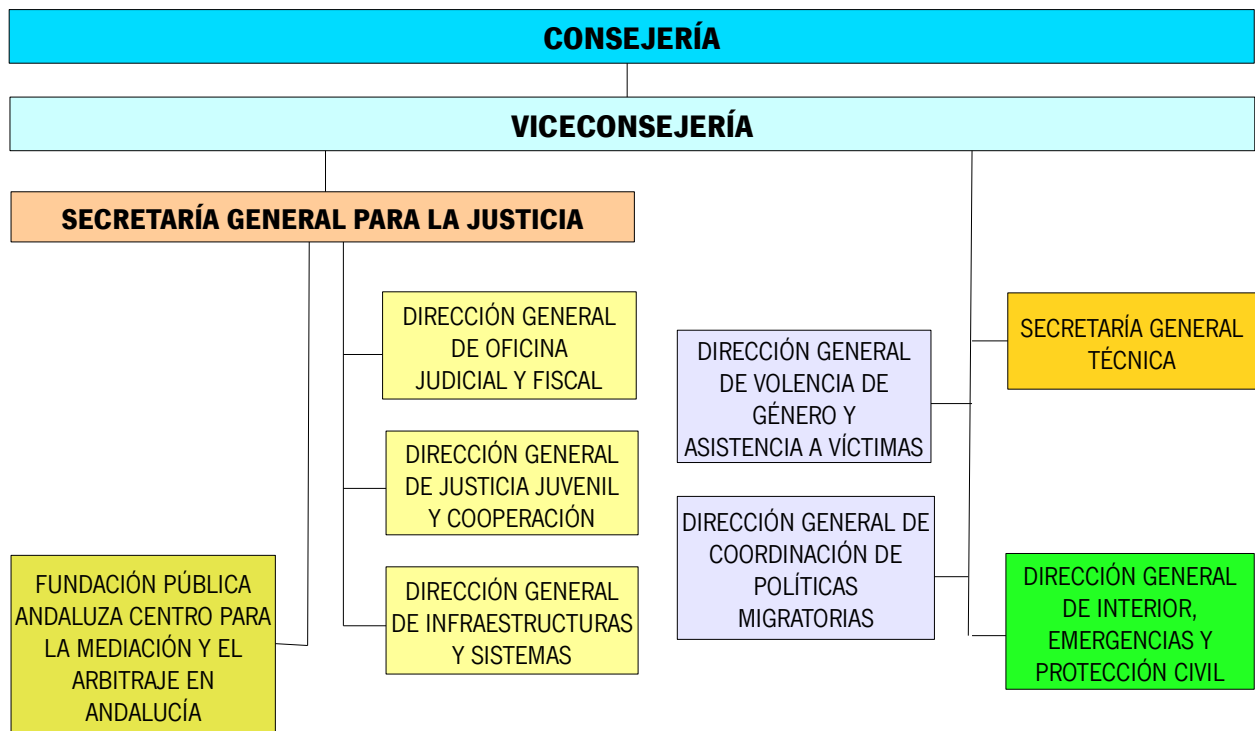 CONSEJERÍA
VICECONSEJERÍA
SECRETARÍA GENERAL PARA LA JUSTICIA
DIRECCIÓN GENERAL
DE OFICINA
JUDICIAL Y FISCAL
DIRECCIÓN GENERAL
DE JUSTICIA JUVENIL
Y COOPERACIÓN
DIRECCIÓN GENERAL
DE INFRAESTRUCTURAS
Y SISTEMAS
FUNDACIÓN PÚBLICA
ANDALUZA CENTRO PARA
LA MEDIACIÓN Y EL
ARBITRAJE EN
ANDALUCÍA
DIRECCIÓN GENERAL
DE VOLENCIA DE
GÉNERO Y
ASISTENCIA A VÍCTIMAS
DIRECCIÓN GENERAL DE
COORDINACIÓN DE
POLÍTICAS
MIGRATORIAS
SECRETARÍA GENERAL
TÉCNICA
DIRECCIÓN GENERAL
DE INTERIOR,
EMERGENCIAS Y
PROTECCIÓN CIVIL